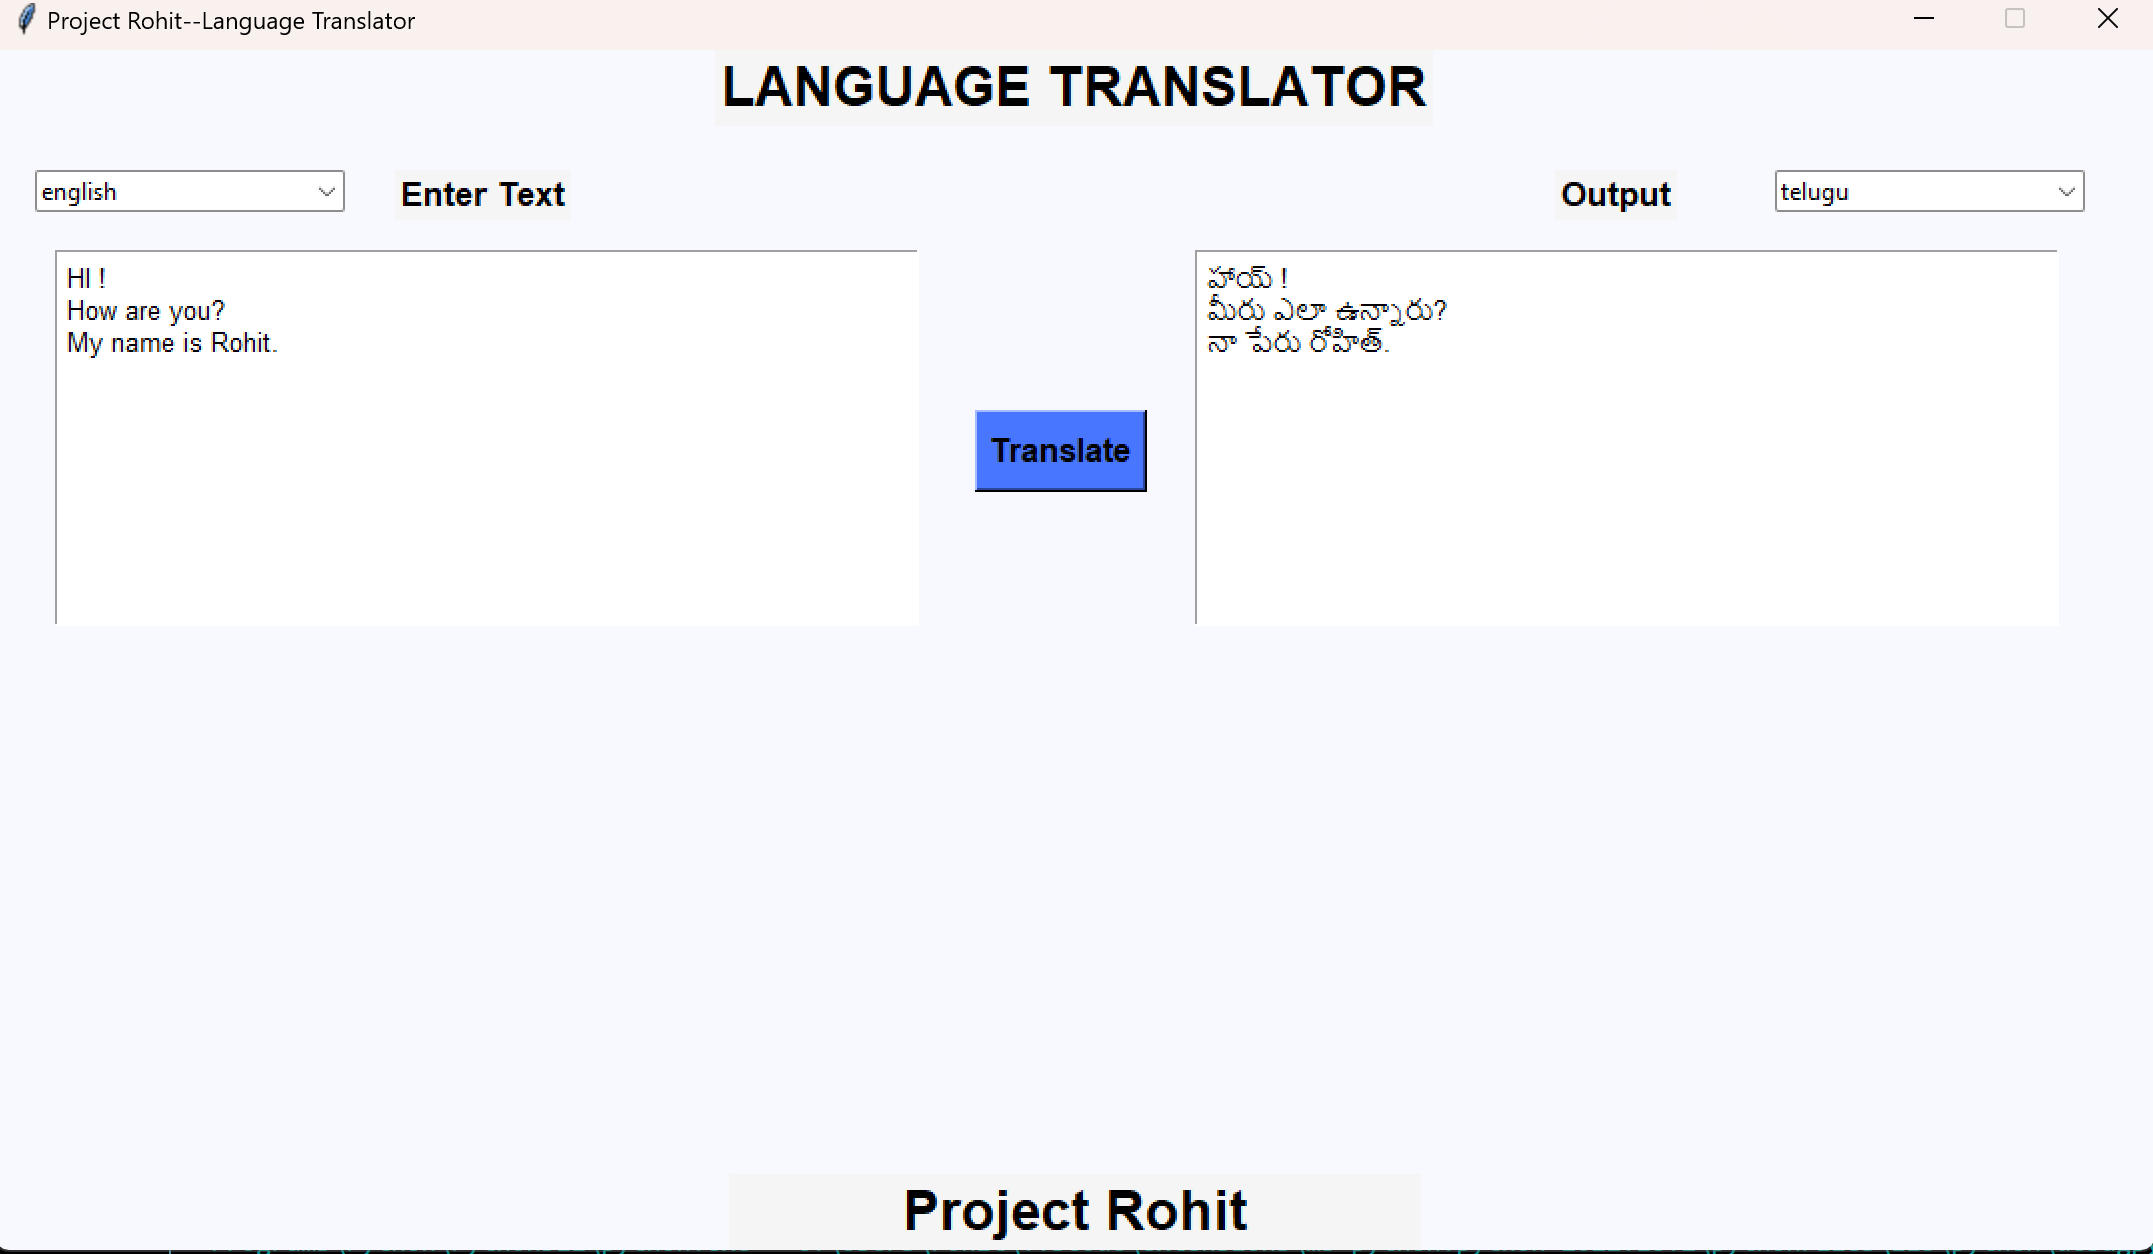 Project Rohit--Language Translator
LANGUAGE TRANSLATOR
english
Enter Text
Output
telugu
HI !
How are you?
My name is Rohit.
Translate
హాయ్ !
మీరు ఎలా ఉన్నారు?
నా పేరు రోహిత్.
Project Rohit